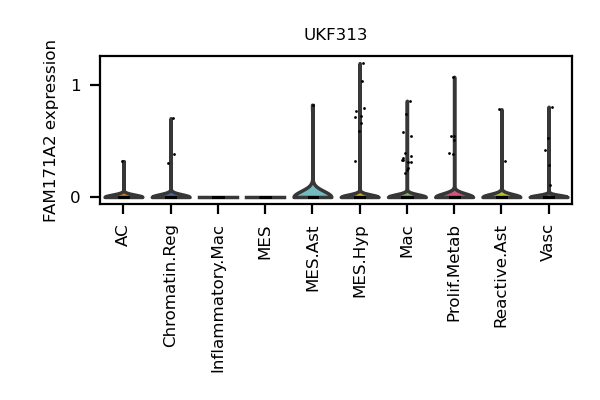 UKF313
FAM171A2 expression
1
0
AC
Chromatin.Reg
Inflammatory.Mac
MES
MES.Ast
MES.Hyp
Mac
Prolif.Metab
Reactive.Ast
Vasc